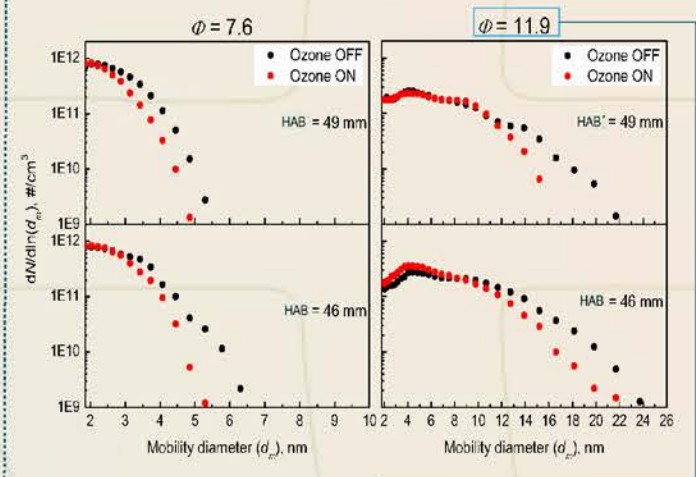 Φ = 7.6
Φ = 11.9
Ozone OFF
Ozone ON
HAB = 49 mm
Ozone OFF
Ozone ON
HAB* = 49 mm
1E12
1E11
1E10
1E9
dN/dln(dm), #/cm³
HAB = 46 mm
HAB = 46 mm
1E12
1E11
1E10
1E9
2 3 4 5 6 7 8 9 10
2 4 6 8 10 12 14 16 18 20 22 24 26
Mobility diameter (dm), nm
Mobility diameter (dm), nm